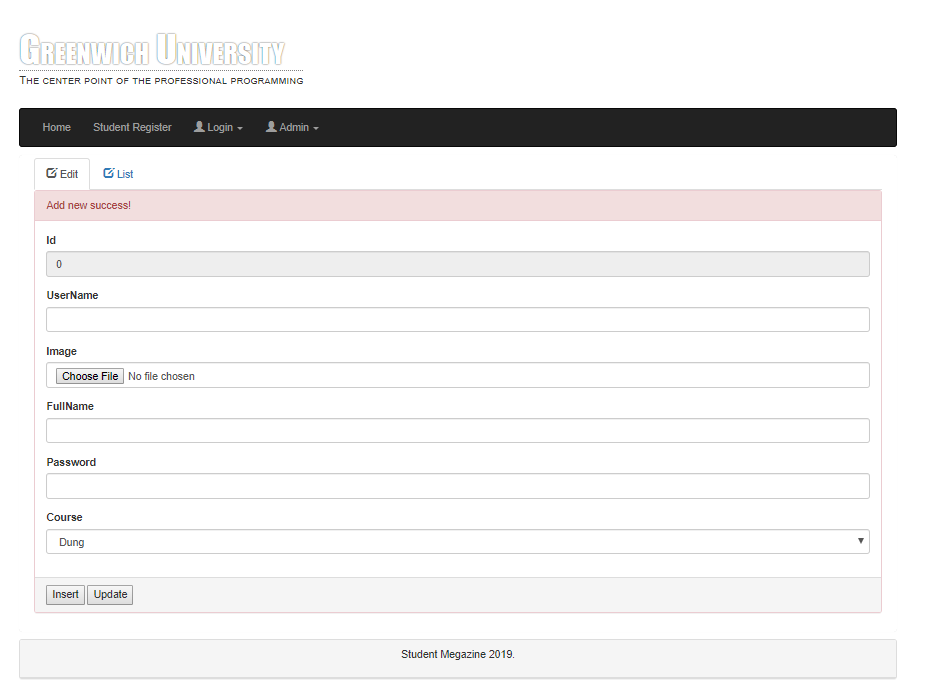 Greenwich University
The center point of the professional programming
Home Student Register Login Admin
Edit List
Add new success!
Id
0
UserName
Image
Choose File No file chosen
FullName
Password
Course
Dung
Insert Update
Student Megazine 2019.